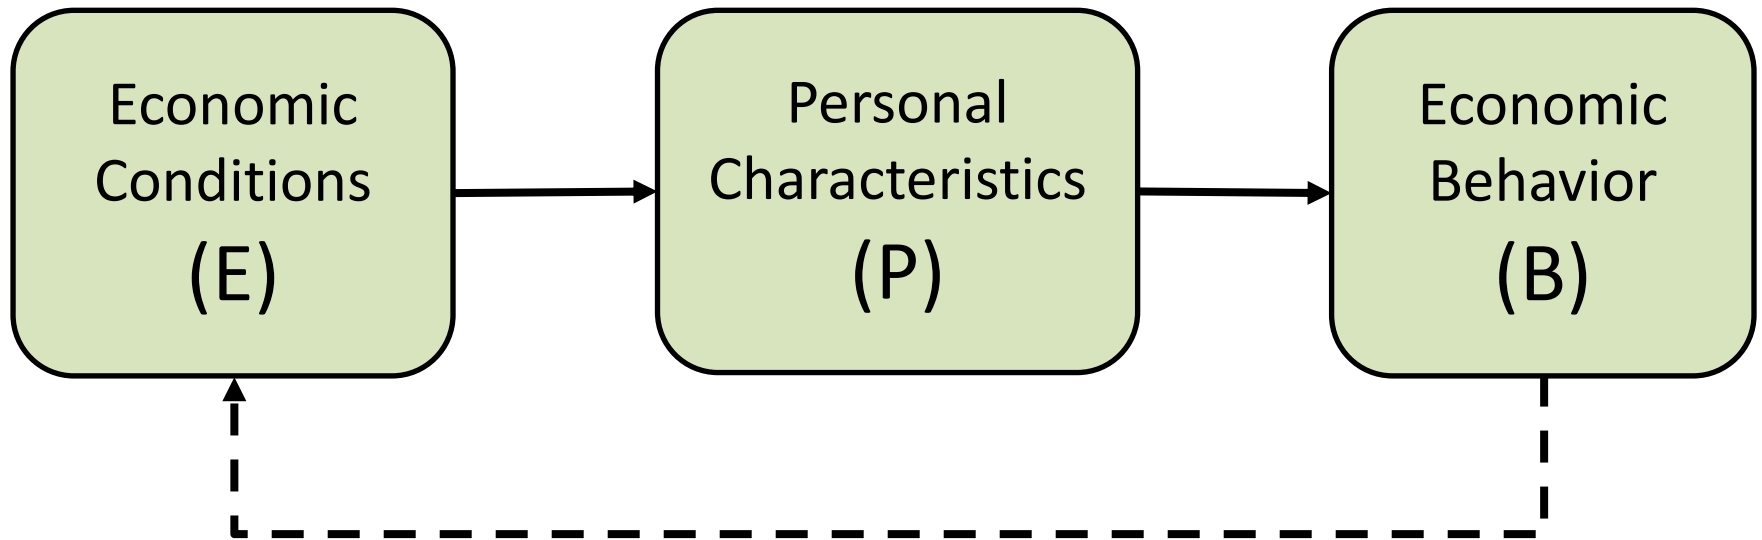 Economic
Conditions
(E)
Personal
Characteristics
(P)
Economic
Behavior
(B)